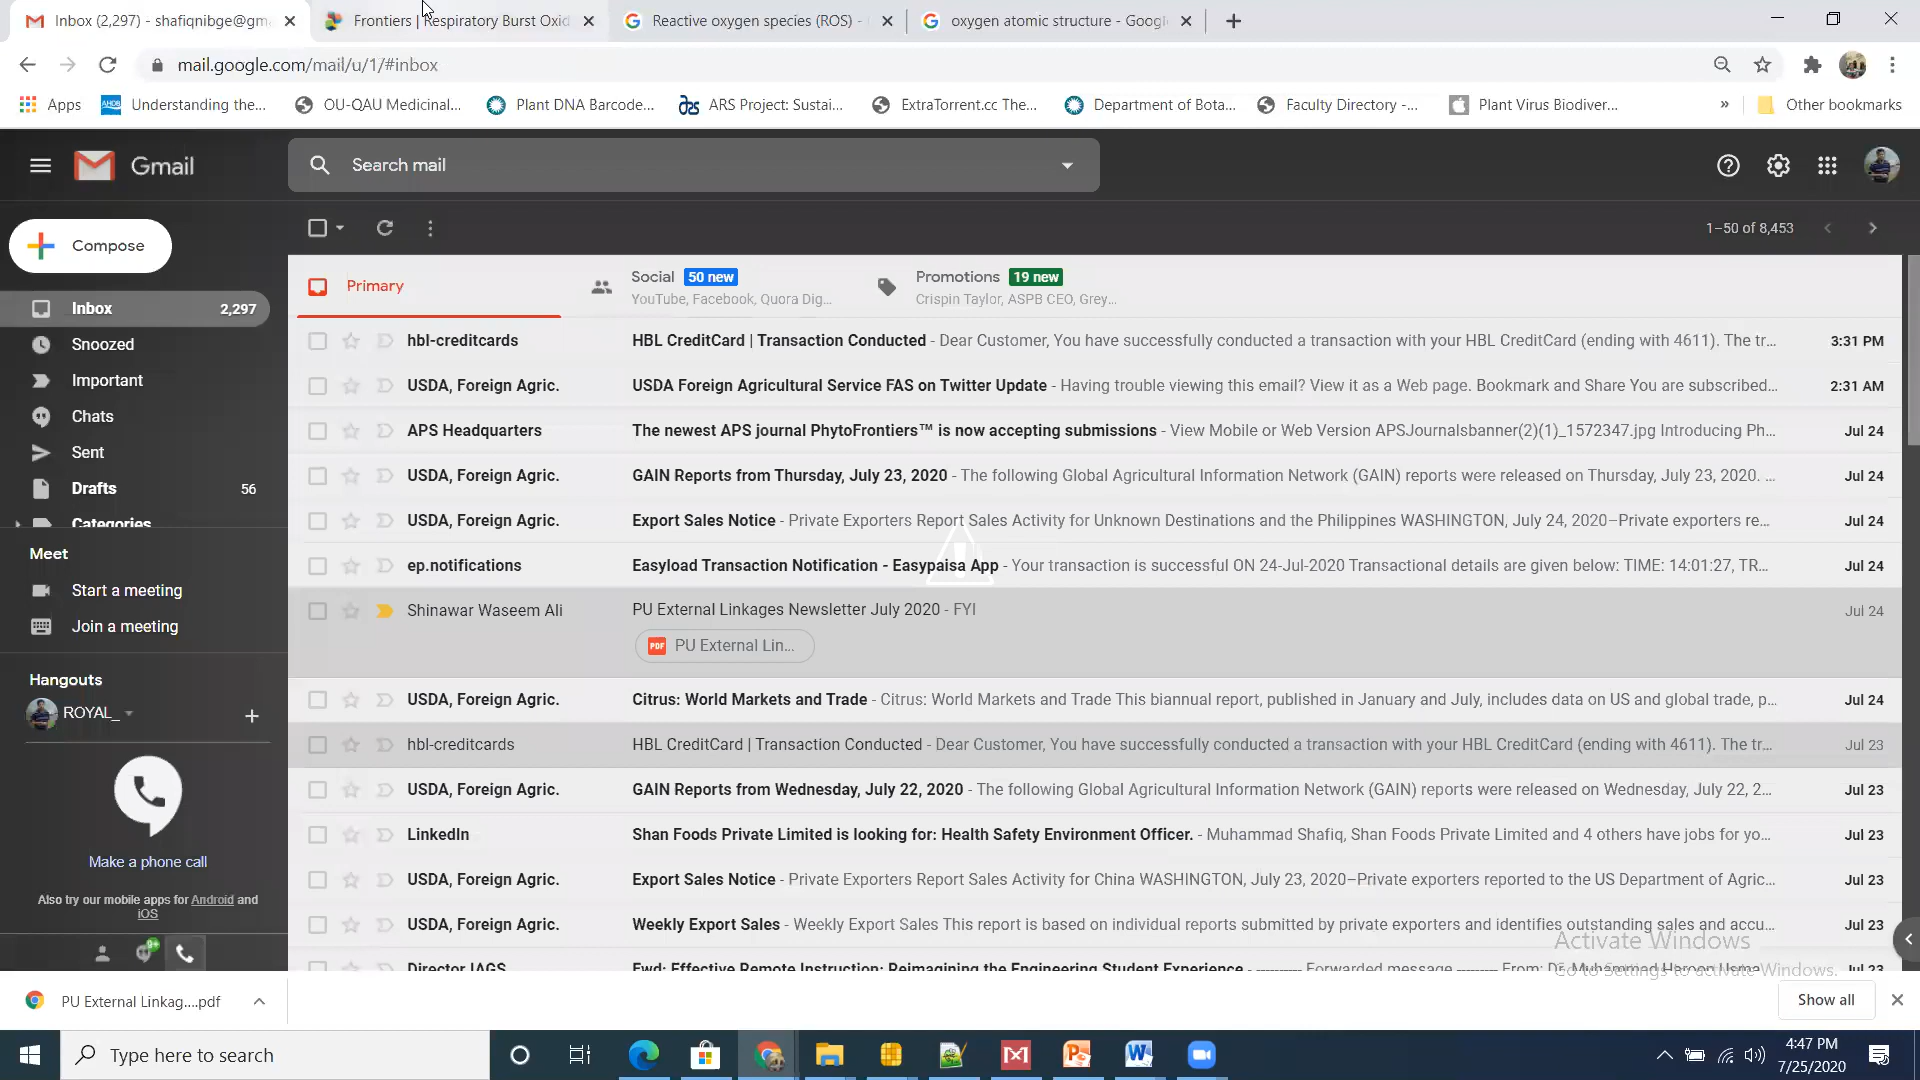 Inbox (2,297) - shafiqnibge@gm
Frontiers | Respiratory Burst Oxid
Reactive oxygen species (ROS) -
oxygen atomic structure - Googl
mail.google.com/mail/u/1/#inbox
Apps
Understanding the...
OU-QAU Medicinal...
Plant DNA Barcode...
ARS Project: Sustai...
ExtraTorrent.cc The...
Department of Bota...
Faculty Directory -...
Plant Virus Biodiver...
»
Other bookmarks
Gmail
Search mail
Compose
1–50 of 8,453
Inbox 2,297
Snoozed
Important
Chats
Sent
Drafts 56
Categories
Meet
Start a meeting
Join a meeting
Hangouts
ROYAL_
Make a phone call
Also try our mobile apps for Android and
iOS
9+
Primary
Social 50 new
YouTube, Facebook, Quora Dig...
Promotions 19 new
Crispin Taylor, ASPB CEO, Grey...
hbl-creditcards HBL CreditCard | Transaction Conducted - Dear Customer, You have successfully conducted a transaction with your HBL CreditCard (ending with 4611). The tr... 3:31 PM
USDA, Foreign Agric. USDA Foreign Agricultural Service FAS on Twitter Update - Having trouble viewing this email? View it as a Web page. Bookmark and Share You are subscribed... 2:31 AM
APS Headquarters The newest APS journal PhytoFrontiers™ is now accepting submissions - View Mobile or Web Version APSJournalsbanner(2)(1)_1572347.jpg Introducing Ph... Jul 24
USDA, Foreign Agric. GAIN Reports from Thursday, July 23, 2020 - The following Global Agricultural Information Network (GAIN) reports were released on Thursday, July 23, 2020. ... Jul 24
USDA, Foreign Agric. Export Sales Notice - Private Exporters Report Sales Activity for Unknown Destinations and the Philippines WASHINGTON, July 24, 2020–Private exporters re... Jul 24
ep.notifications Easyload Transaction Notification - Easypaisa App - Your transaction is successful ON 24-Jul-2020 Transactional details are given below: TIME: 14:01:27, TR... Jul 24
Shinawar Waseem Ali PU External Linkages Newsletter July 2020 - FYI Jul 24
PDF PU External Lin...
USDA, Foreign Agric. Citrus: World Markets and Trade - Citrus: World Markets and Trade This biannual report, published in January and July, includes data on US and global trade, p... Jul 24
hbl-creditcards HBL CreditCard | Transaction Conducted - Dear Customer, You have successfully conducted a transaction with your HBL CreditCard (ending with 4611). The tr... Jul 23
USDA, Foreign Agric. GAIN Reports from Wednesday, July 22, 2020 - The following Global Agricultural Information Network (GAIN) reports were released on Wednesday, July 22, 2... Jul 23
LinkedIn Shan Foods Private Limited is looking for: Health Safety Environment Officer. - Muhammad Shafiq, Shan Foods Private Limited and 4 others have jobs for yo... Jul 23
USDA, Foreign Agric. Export Sales Notice - Private Exporters Report Sales Activity for China WASHINGTON, July 23, 2020–Private exporters reported to the US Department of Agric... Jul 23
USDA, Foreign Agric. Weekly Export Sales - Weekly Export Sales This report is based on individual reports submitted by private exporters and identifies outstanding sales and accu... Jul 23
Director IAGS Fwd: Effective Remote Instruction: Reimagining the Engineering Student Experience - ---------- Forwarded message --------- From: Dr. Muhammad Haroon Usma... Jul 23
Activate Windows
Go to Settings to activate Windows.
PU External Linkag....pdf
Show all
Type here to search
4:47 PM
7/25/2020